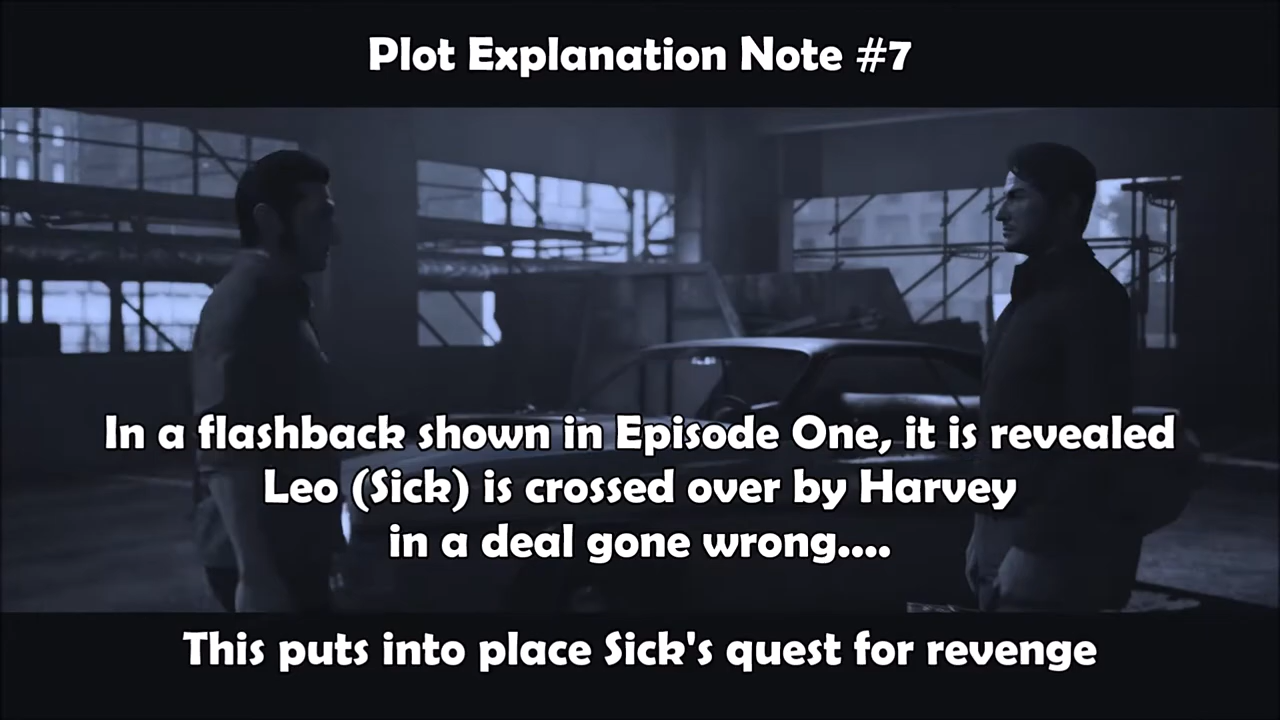 Plot Explanation Note #7
In a flashback shown in Episode One, it is revealed
Leo (Sick) is crossed over by Harvey
in a deal gone wrong....
This puts into place Sick's quest for revenge